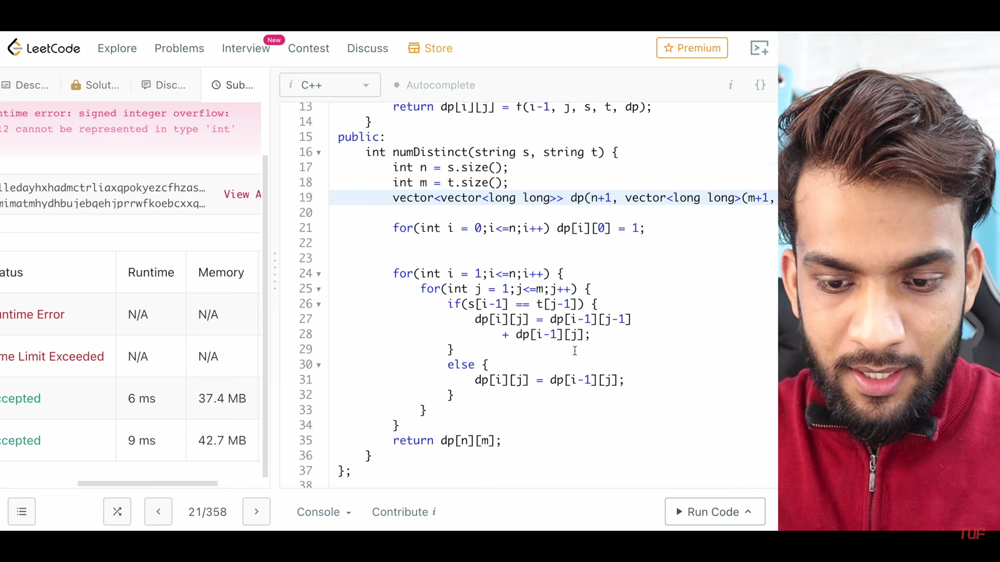 LeetCode
Explore
Problems
Interview
New
Contest
Discuss
Store
Premium
Desc...
Solut...
Disc...
Sub...
i C++
Autocomplete
i
{}
ntime error: signed integer overflow:
12 cannot be represented in type 'int'
lledayhxhadmctrliaxqpokyezcfhzas...
mimatmhydhbujebqehjprrwfkoebcxxq...
View A
atus Runtime Memory
untime Error N/A N/A
me Limit Exceeded N/A N/A
ccepted 6 ms 37.4 MB
ccepted 9 ms 42.7 MB
13 return dp[i][j] = f(i-1, j, s, t, dp);
14 }
15 public:
16 int numDistinct(string s, string t) {
17 int n = s.size();
18 int m = t.size();
19 vector<vector<long long>> dp(n+1, vector<long long>(m+1,
20
21 for(int i = 0;i<=n;i++) dp[i][0] = 1;
22
23
24 for(int i = 1;i<=n;i++) {
25 for(int j = 1;j<=m;j++) {
26 if(s[i-1] == t[j-1]) {
27 dp[i][j] = dp[i-1][j-1]
28 + dp[i-1][j];
29 }
30 else {
31 dp[i][j] = dp[i-1][j];
32 }
33 }
34 }
35 return dp[n][m];
36 }
37 };
38
21/358
Console
Contribute i
Run Code
TUF